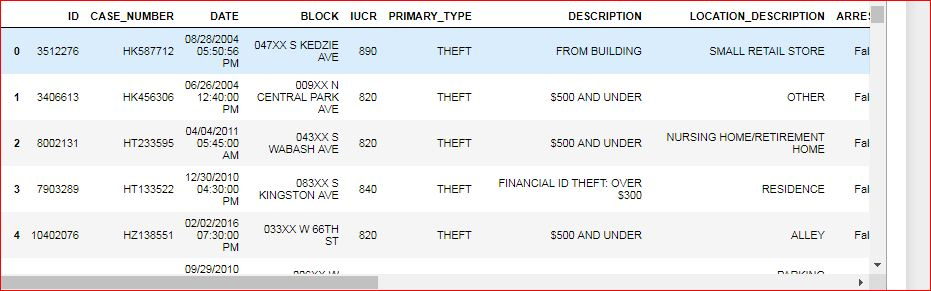 ID CASE_NUMBER DATE BLOCK IUCR PRIMARY_TYPE DESCRIPTION LOCATION_DESCRIPTION ARRES
0 3512276 HK587712 08/28/2004 05:50:56 PM 047XX S KEDZIE AVE 890 THEFT FROM BUILDING SMALL RETAIL STORE Fal
1 3406613 HK456306 06/26/2004 12:40:00 PM 009XX N CENTRAL PARK AVE 820 THEFT $500 AND UNDER OTHER Fal
2 8002131 HT233595 04/04/2011 05:45:00 AM 043XX S WABASH AVE 820 THEFT $500 AND UNDER NURSING HOME/RETIREMENT HOME Fal
3 7903289 HT133522 12/30/2010 04:30:00 PM 083XX S KINGSTON AVE 840 THEFT FINANCIAL ID THEFT: OVER $300 RESIDENCE Fal
4 10402076 HZ138551 02/02/2016 07:30:00 PM 033XX W 66TH ST 820 THEFT $500 AND UNDER ALLEY Fal
09/29/2010